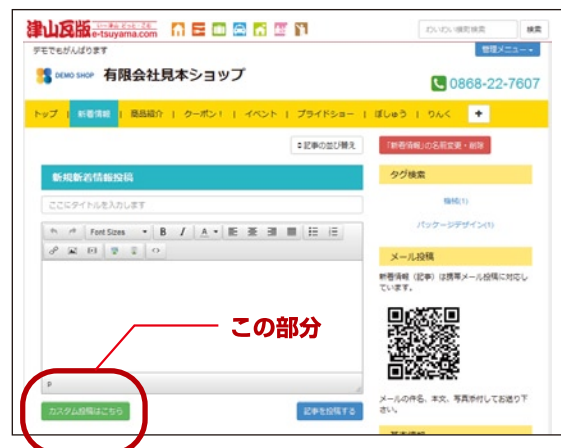 津山瓦版 e-tsuyama.com
わいわい横町検索 検索
デモでもがんばります
管理メニュー
DEMO SHOP 有限会社見本ショップ
0868-22-7607
トップ | 新着情報 | 商品紹介 | クーポン! | イベント | ブライドショー | ぼしゅう | りんく +
記事の並び替え
「新着情報」の名前変更・削除
新規新着情報投稿
タグ検索
ここにタイトルを入力します
機械(1)
パッケージデザイン(1)
Font Sizes B I A
メール投稿
新着情報（記事）は携帯メール投稿に対応し
ています。
この部分
P
メールの件名、本文、写真添付してお送り下
さい。
カスタム投稿はこちら
記事を投稿する